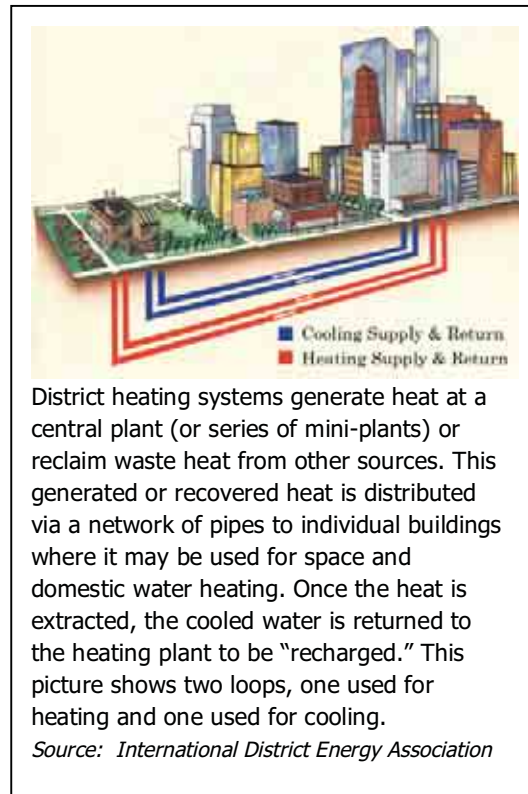 Cooling Supply & Return
Heating Supply & Return
District heating systems generate heat at a
central plant (or series of mini-plants) or
reclaim waste heat from other sources. This
generated or recovered heat is distributed
via a network of pipes to individual buildings
where it may be used for space and
domestic water heating. Once the heat is
extracted, the cooled water is returned to
the heating plant to be “recharged.” This
picture shows two loops, one used for
heating and one used for cooling.
Source: International District Energy Association